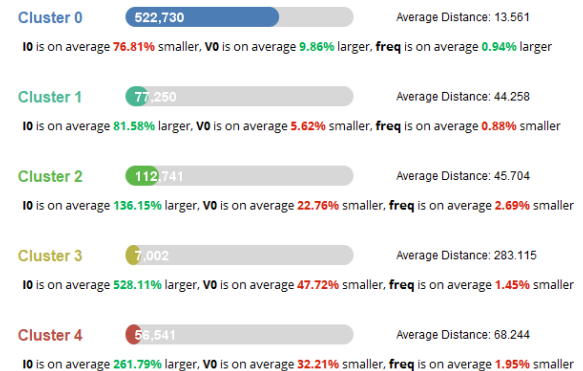 Cluster 0 522,730 Average Distance: 13.561
I0 is on average 76.81% smaller, V0 is on average 9.86% larger, freq is on average 0.94% larger
Cluster 1 77,250 Average Distance: 44.258
I0 is on average 81.58% larger, V0 is on average 5.62% smaller, freq is on average 0.88% smaller
Cluster 2 112,741 Average Distance: 45.704
I0 is on average 136.15% larger, V0 is on average 22.76% smaller, freq is on average 2.69% smaller
Cluster 3 7,002 Average Distance: 283.115
I0 is on average 528.11% larger, V0 is on average 47.72% smaller, freq is on average 1.45% smaller
Cluster 4 56,541 Average Distance: 68.244
I0 is on average 261.79% larger, V0 is on average 32.21% smaller, freq is on average 1.95% smaller